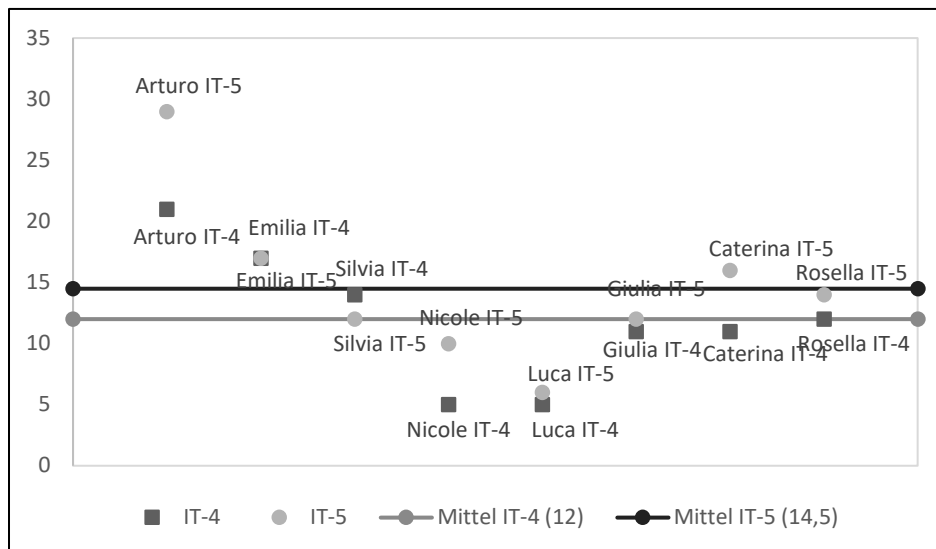 35
Arturo IT-5
30
25
20
Arturo IT-4
Emilia IT-4
Emilia IT-5
Silvia IT-4
Caterina IT-5
Rosella IT-5
15
Giulia IT-5
Nicole IT-5
Silvia IT-5
Giulia IT-4
Caterina IT-4
Rosella IT-4
10
Luca IT-5
5
Nicole IT-4
Luca IT-4
0
IT-4
IT-5
Mittel IT-4 (12)
Mittel IT-5 (14,5)